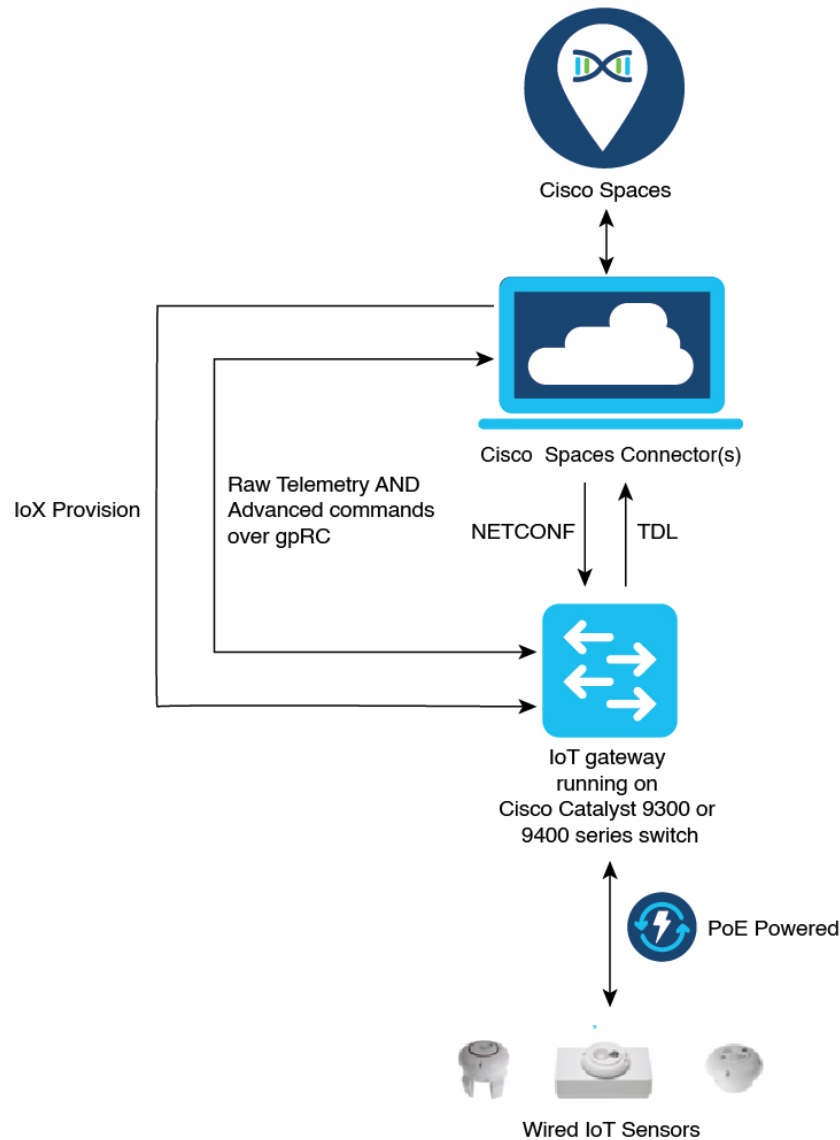 Cisco Spaces
Cisco Spaces Connector(s)
IoX Provision
Raw Telemetry AND
Advanced commands
over gpRC
NETCONF
TDL
IoT gateway
running on
Cisco Catalyst 9300 or
9400 series switch
PoE Powered
Wired IoT Sensors